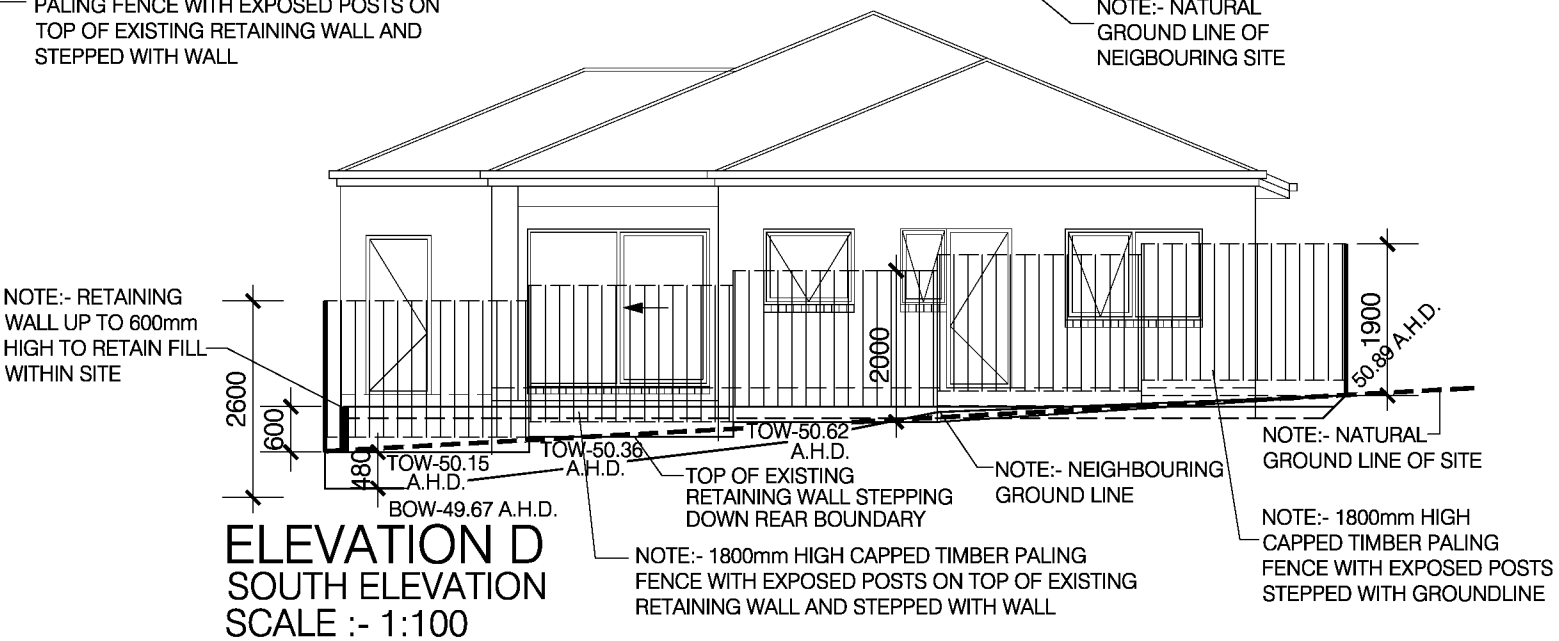 PALING FENCE WITH EXPOSED POSTS ON
TOP OF EXISTING RETAINING WALL AND
STEPPED WITH WALL
NOTE:- NATURAL
GROUND LINE OF
NEIGBOURING SITE
NOTE:- RETAINING
WALL UP TO 600mm
HIGH TO RETAIN FILL
WITHIN SITE
2600
600
480
2000
1900
50.89 A.H.D.
TOW-50.15
A.H.D.
BOW-49.67 A.H.D.
TOW-50.36
A.H.D.
TOW-50.62
A.H.D.
TOP OF EXISTING
RETAINING WALL STEPPING
DOWN REAR BOUNDARY
NOTE:- NEIGHBOURING
GROUND LINE
NOTE:- NATURAL
GROUND LINE OF SITE
NOTE:- 1800mm HIGH
CAPPED TIMBER PALING
FENCE WITH EXPOSED POSTS
STEPPED WITH GROUNDLINE
NOTE:- 1800mm HIGH CAPPED TIMBER PALING
FENCE WITH EXPOSED POSTS ON TOP OF EXISTING
RETAINING WALL AND STEPPED WITH WALL
ELEVATION D
SOUTH ELEVATION
SCALE :- 1:100